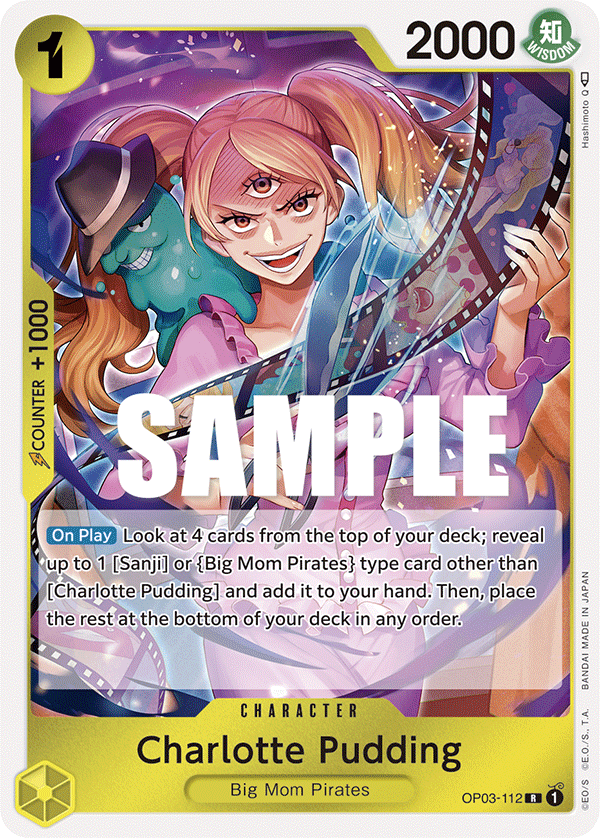 1
2000
知
WISDOM
Hashimoto Q
COUNTER +1000
SAMPLE
On Play Look at 4 cards from the top of your deck; reveal
up to 1 [Sanji] or {Big Mom Pirates} type card other than
[Charlotte Pudding] and add it to your hand. Then, place
the rest at the bottom of your deck in any order.
CHARACTER
Charlotte Pudding
Big Mom Pirates
OP03-112 R 1
©EO/S ©E.O./S., T.A. BANDAI MADE IN JAPAN